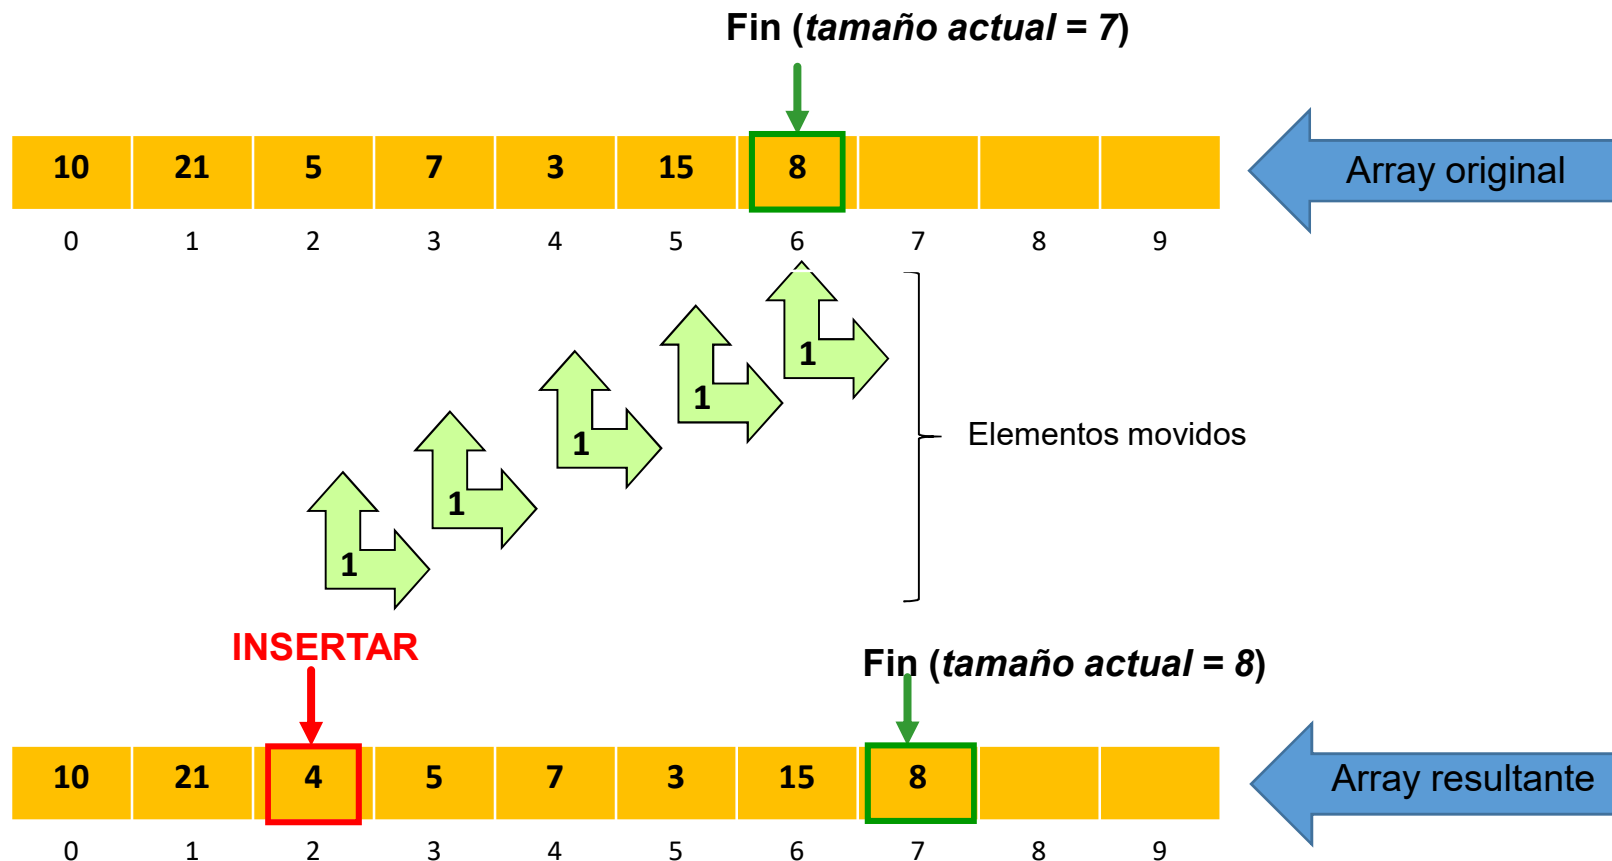 Fin (tamaño actual = 7)
10 21 5 7 3 15 8
Array original
0 1 2 3 4 5 6 7 8 9
1
1
1
Elementos movidos
1
1
INSERTAR
Fin (tamaño actual = 8)
10 21 4 5 7 3 15 8
Array resultante
0 1 2 3 4 5 6 7 8 9